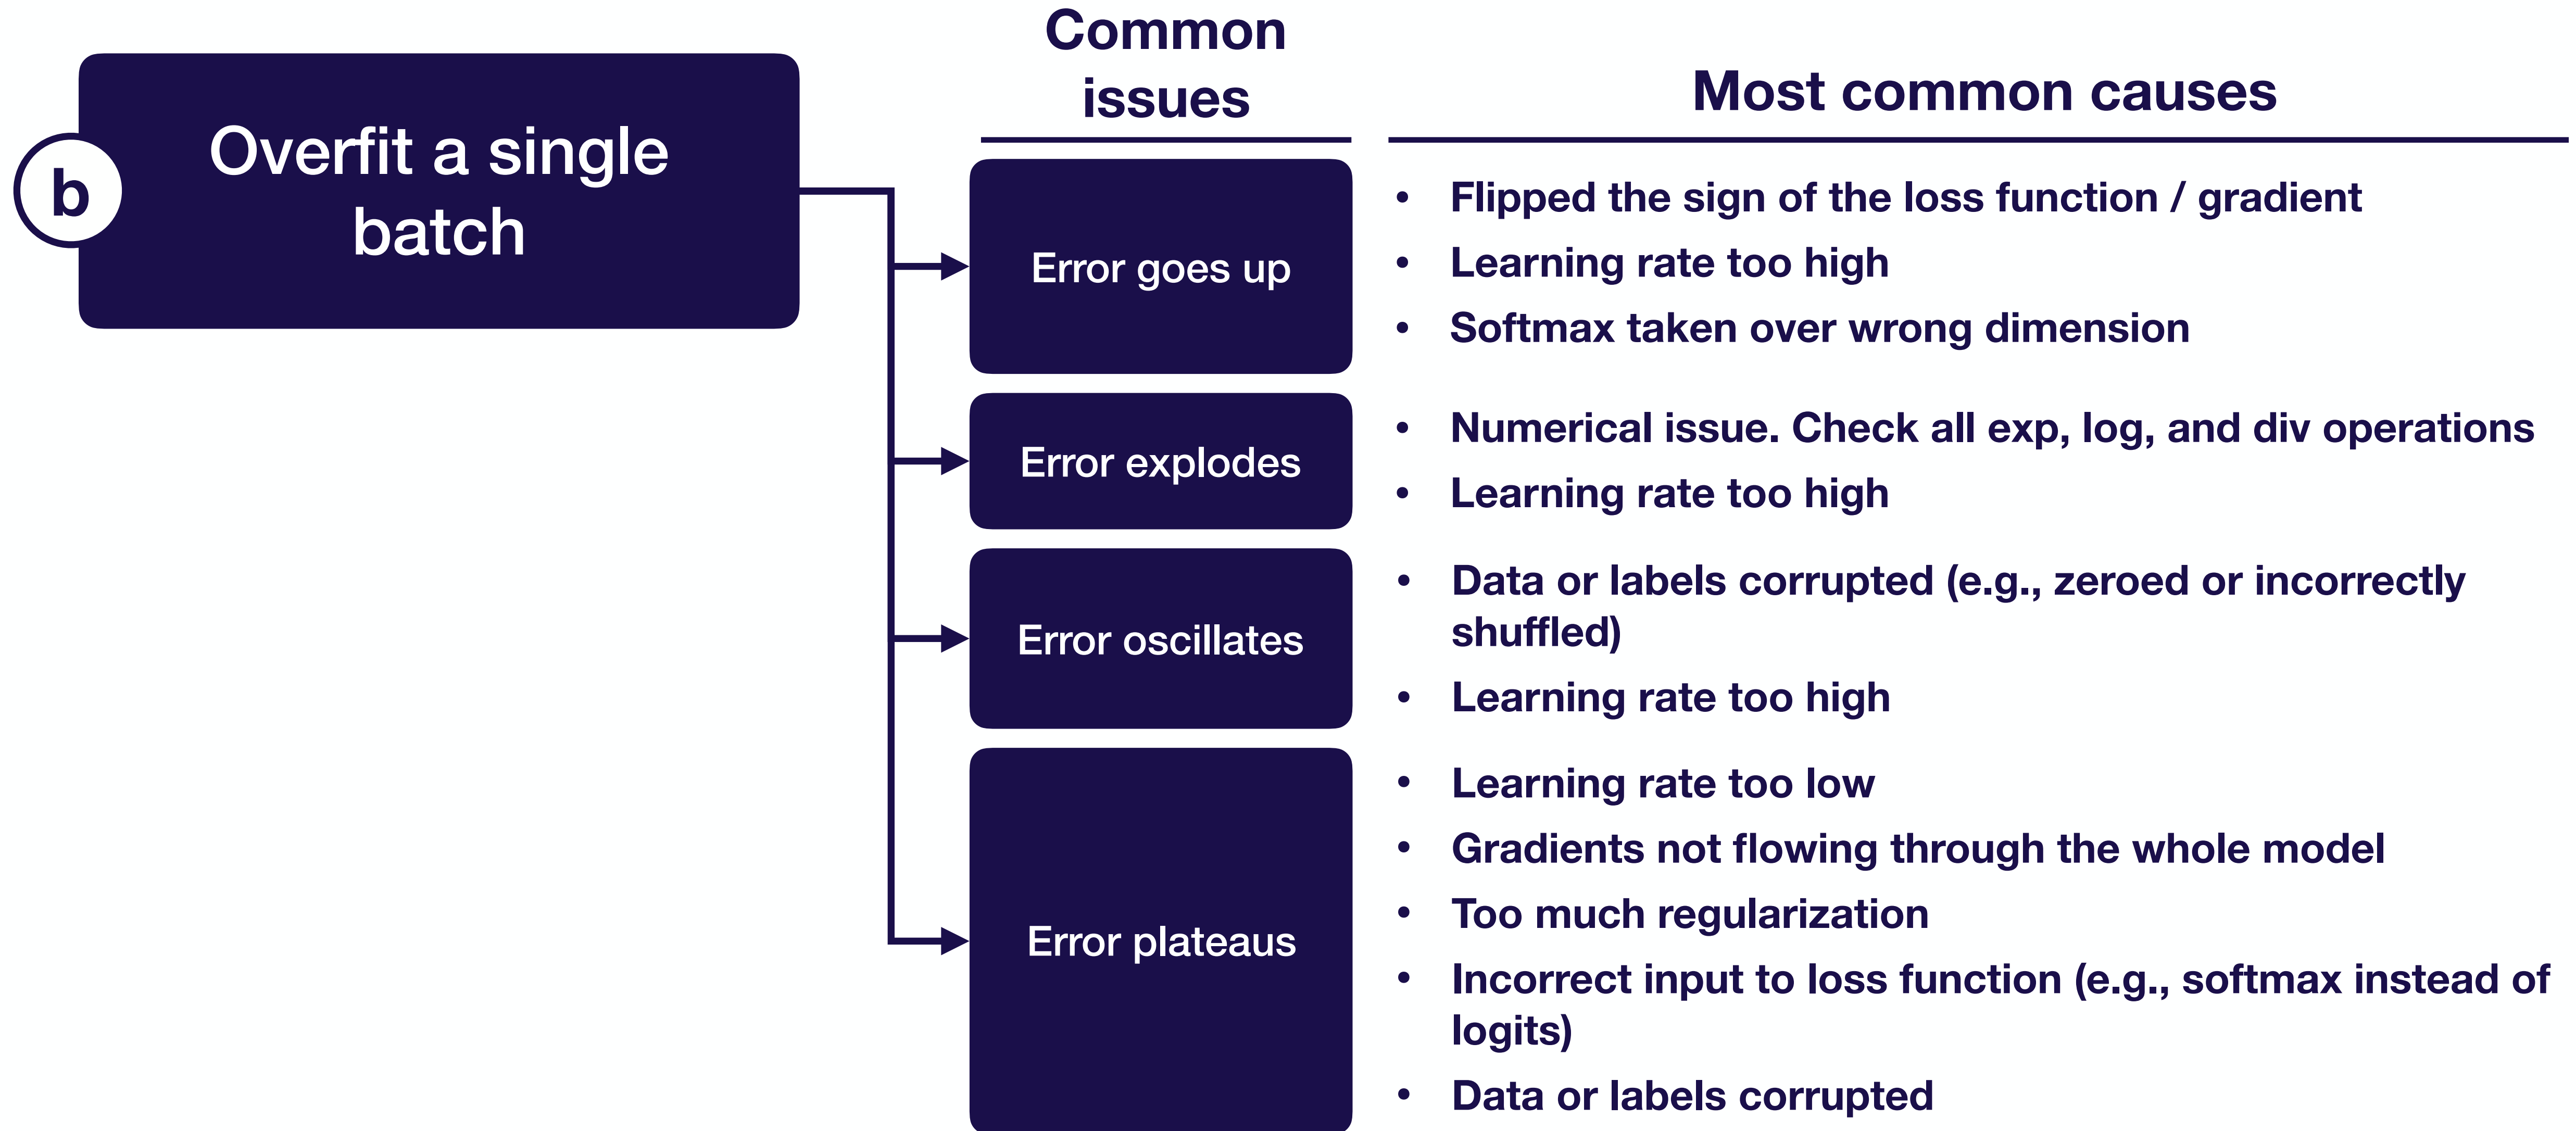 b
Overfit a single
batch
Common
issues
Most common causes
Error goes up
• Flipped the sign of the loss function / gradient
• Learning rate too high
• Softmax taken over wrong dimension
Error explodes
• Numerical issue. Check all exp, log, and div operations
• Learning rate too high
Error oscillates
• Data or labels corrupted (e.g., zeroed or incorrectly
shuffled)
• Learning rate too high
Error plateaus
• Learning rate too low
• Gradients not flowing through the whole model
• Too much regularization
• Incorrect input to loss function (e.g., softmax instead of
logits)
• Data or labels corrupted